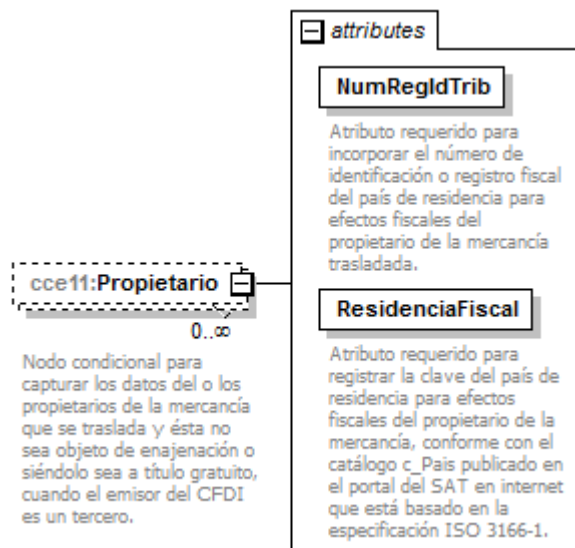 attributes
NumRegIdTrib
Atributo requerido para
incorporar el número de
identificación o registro fiscal
del país de residencia para
efectos fiscales del
propietario de la mercancía
trasladada.
cce11:Propietario
0..∞
Nodo condicional para
capturar los datos del o los
propietarios de la mercancía
que se traslada y ésta no
sea objeto de enajenación o
siéndolo sea a título gratuito,
cuando el emisor del CFDI
es un tercero.
ResidenciaFiscal
Atributo requerido para
registrar la clave del país de
residencia para efectos
fiscales del propietario de la
mercancía, conforme con el
catálogo c_Pais publicado en
el portal del SAT en internet
que está basado en la
especificación ISO 3166-1.